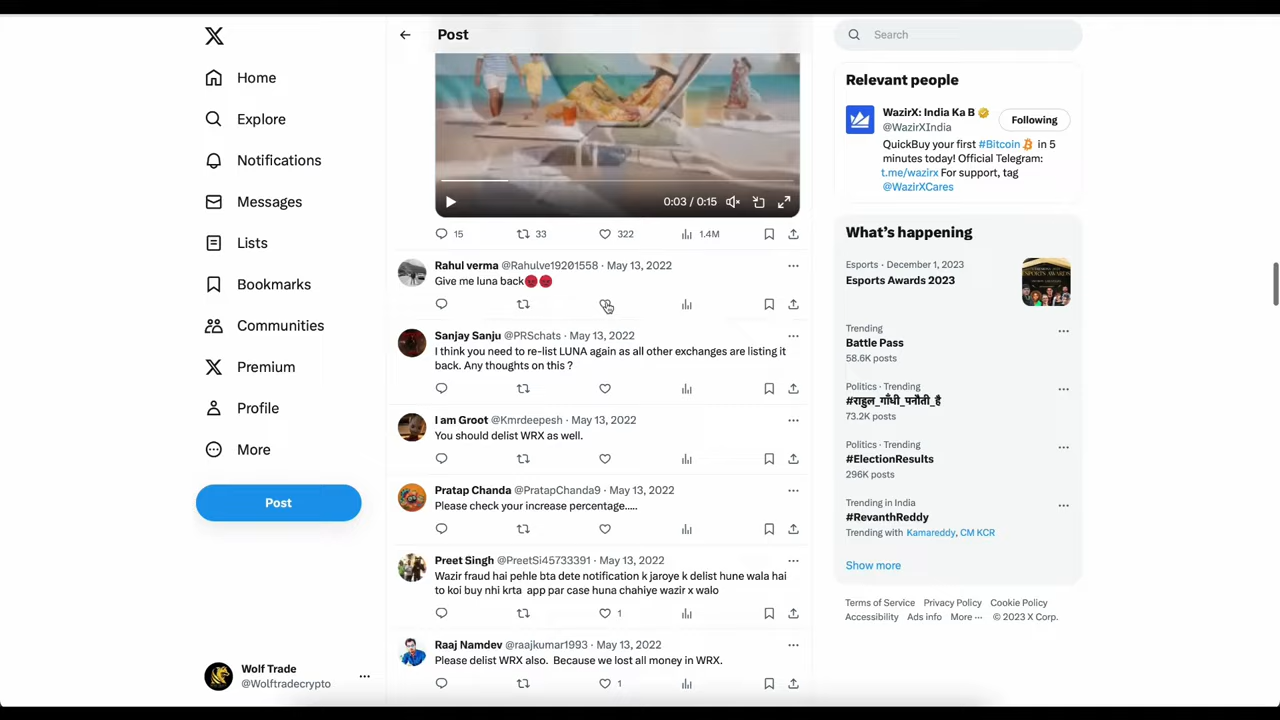 Home
Explore
Notifications
Messages
Lists
Bookmarks
Communities
Premium
Profile
More
Post
Wolf Trade
@Wolftradecrypto
Post
0:03 / 0:15
15 33 322 1.4M
Rahul verma @Rahulve19201558 · May 13, 2022
Give me luna back
Sanjay Sanju @PRSchats · May 13, 2022
I think you need to re-list LUNA again as all other exchanges are listing it
back. Any thoughts on this ?
I am Groot @Kmrdeepesh · May 13, 2022
You should delist WRX as well.
Pratap Chanda @PratapChanda9 · May 13, 2022
Please check your increase percentage.....
Preet Singh @PreetSi45733391 · May 13, 2022
Wazir fraud hai pehle bta dete notification k jaroye k delist hune wala hai
to koi buy nhi krta app par case huna chahiye wazir x walo
1
Raaj Namdev @raajkumar1993 · May 13, 2022
Please delist WRX also. Because we lost all money in WRX.
1
Search
Relevant people
WazirX: India Ka B
@WazirXIndia
Following
QuickBuy your first #Bitcoin in 5
minutes today! Official Telegram:
t.me/wazirx For support, tag
@WazirXCares
What's happening
Esports · December 1, 2023
Esports Awards 2023
Trending
Battle Pass
58.6K posts
Politics · Trending
#राहुल_गाँधी_पनौती_है
73.2K posts
Politics · Trending
#ElectionResults
296K posts
Trending in India
#RevanthReddy
Trending with Kamareddy, CM KCR
Show more
Terms of Service Privacy Policy Cookie Policy
Accessibility Ads info More ··· © 2023 X Corp.